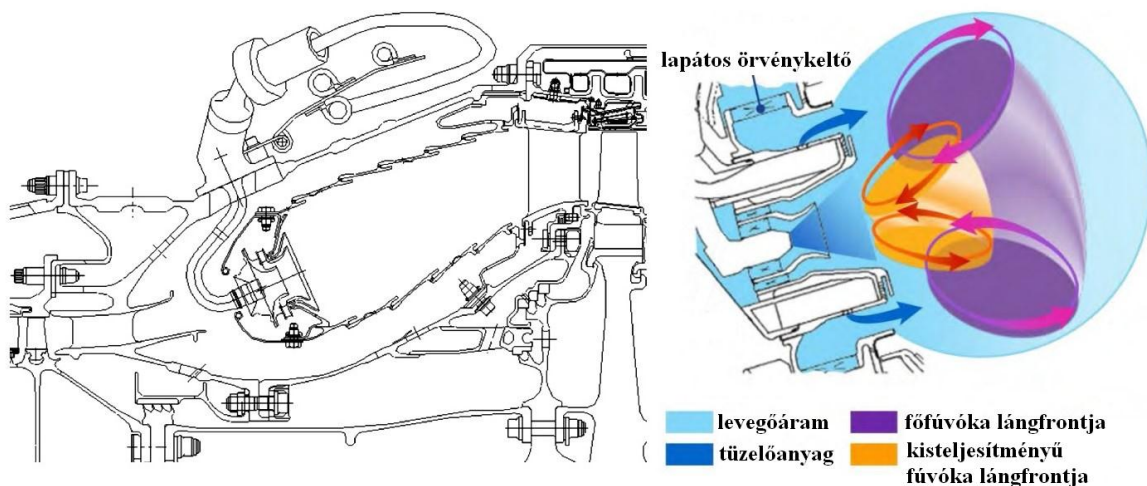 lapátos örvénykeltő
levegőáram
főfúvóka lángfrontja
tüzelőanyag
kisteljesítményű
fúvóka lángfrontja